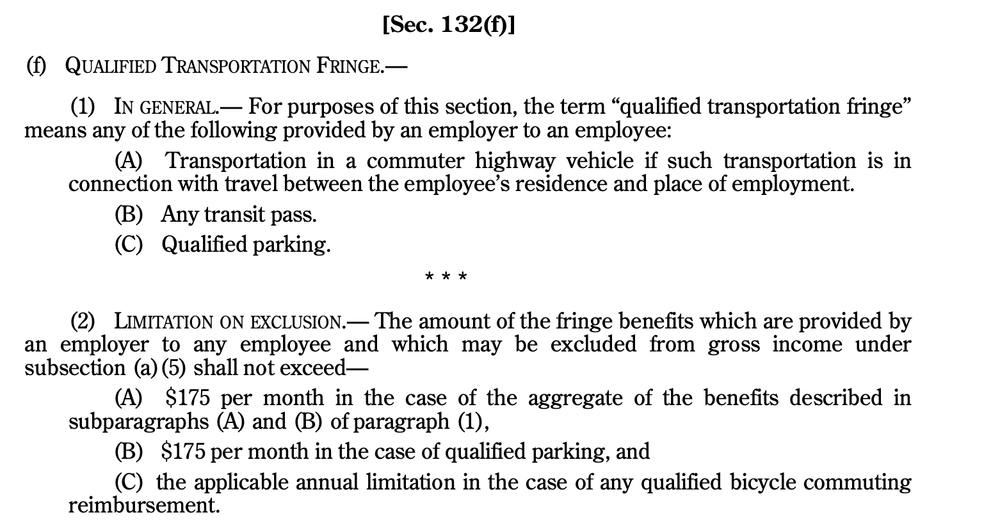 [Sec. 132(f)]
(f) QUALIFIED TRANSPORTATION FRINGE.—
(1) IN GENERAL.— For purposes of this section, the term “qualified transportation fringe”
means any of the following provided by an employer to an employee:
(A) Transportation in a commuter highway vehicle if such transportation is in
connection with travel between the employee’s residence and place of employment.
(B) Any transit pass.
(C) Qualified parking.
* * *
(2) LIMITATION ON EXCLUSION.— The amount of the fringe benefits which are provided by
an employer to any employee and which may be excluded from gross income under
subsection (a)(5) shall not exceed—
(A) $175 per month in the case of the aggregate of the benefits described in
subparagraphs (A) and (B) of paragraph (1),
(B) $175 per month in the case of qualified parking, and
(C) the applicable annual limitation in the case of any qualified bicycle commuting
reimbursement.